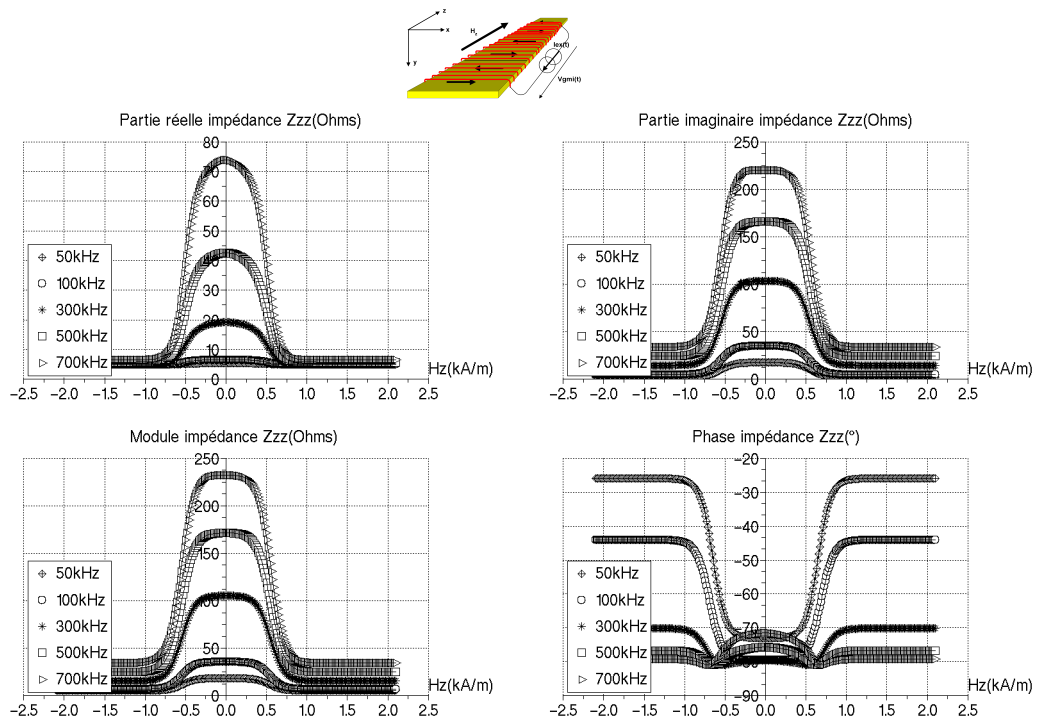 z
x
y
Hz
Iex(t)
Vgmi(t)
Partie réelle impédance Zzz(Ohms)
80
70
60
50
40
30
20
10
0
50kHz
100kHz
300kHz
500kHz
700kHz
Hz(kA/m)
−2.5 −2.0 −1.5 −1.0 −0.5 0.0 0.5 1.0 1.5 2.0 2.5
Partie imaginaire impédance Zzz(Ohms)
250
200
150
100
50
0
50kHz
100kHz
300kHz
500kHz
700kHz
Hz(kA/m)
−2.5 −2.0 −1.5 −1.0 −0.5 0.0 0.5 1.0 1.5 2.0 2.5
Module impédance Zzz(Ohms)
250
200
150
100
50
0
50kHz
100kHz
300kHz
500kHz
700kHz
Hz(kA/m)
−2.5 −2.0 −1.5 −1.0 −0.5 0.0 0.5 1.0 1.5 2.0 2.5
Phase impédance Zzz(°)
−20
−30
−40
−50
−60
−70
−80
−90
50kHz
100kHz
300kHz
500kHz
700kHz
Hz(kA/m)
−2.5 −2.0 −1.5 −1.0 −0.5 0.0 0.5 1.0 1.5 2.0 2.5